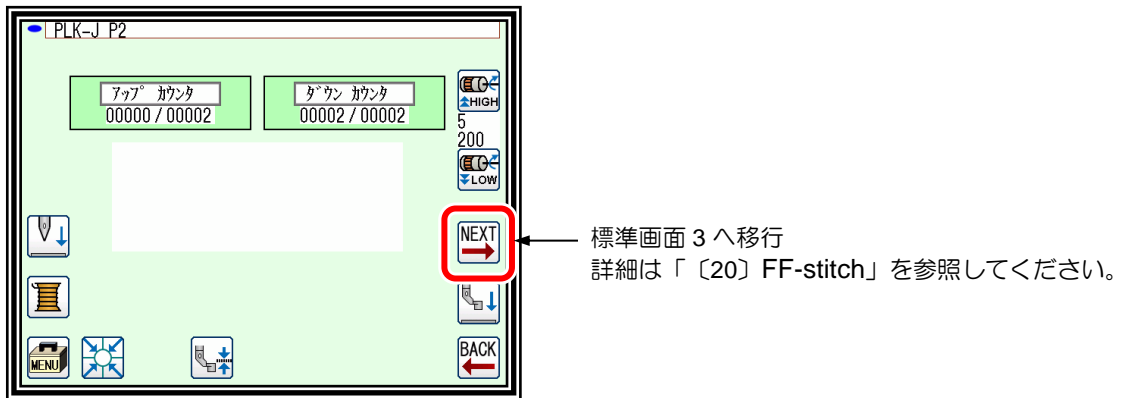 PLK-J P2
アップ カウンタ
00000 / 00002
ダウン カウンタ
00002 / 00002
HIGH
5
200
LOW
NEXT
標準画面 3 へ移行
詳細は「〔20〕FF-stitch」を参照してください。
MENU
BACK